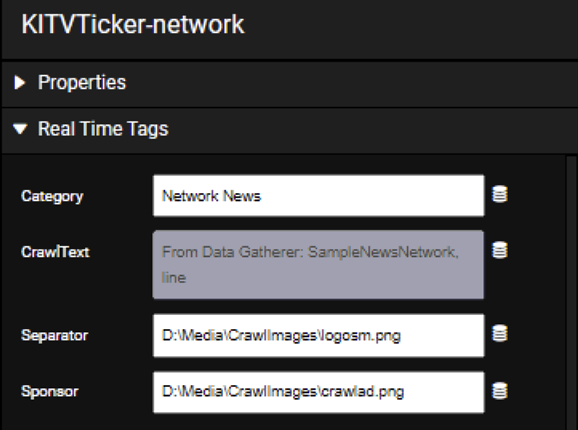 KITVTicker-network
Properties
Real Time Tags
Category
Network News
CrawlText
From Data Gatherer: SampleNewsNetwork,
line
Separator
D:\Media\CrawlImages\logosm.png
Sponsor
D:\Media\CrawlImages\crawlad.png